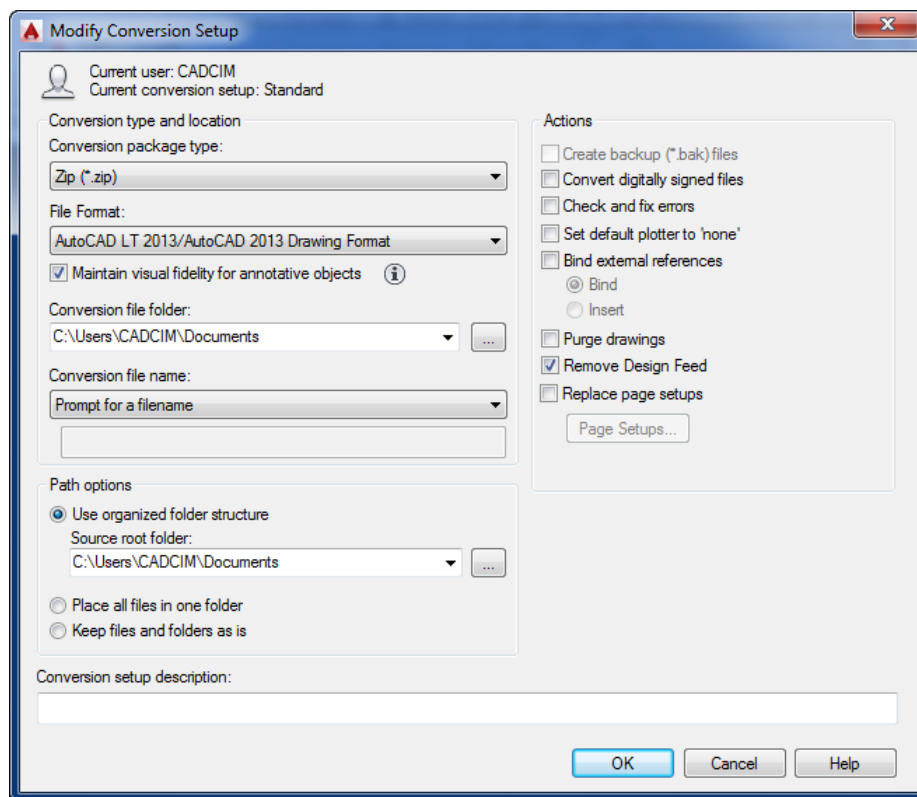 Modify Conversion Setup
Current user: CADCIM
Current conversion setup: Standard
Conversion type and location
Conversion package type:
Zip (*.zip)
File Format:
AutoCAD LT 2013/AutoCAD 2013 Drawing Format
Maintain visual fidelity for annotative objects
Conversion file folder:
C:\Users\CADCIM\Documents
...
Conversion file name:
Prompt for a filename
Path options
Use organized folder structure
Source root folder:
C:\Users\CADCIM\Documents
...
Place all files in one folder
Keep files and folders as is
Actions
Create backup (*.bak) files
Convert digitally signed files
Check and fix errors
Set default plotter to 'none'
Bind external references
Bind
Insert
Purge drawings
Remove Design Feed
Replace page setups
Page Setups...
Conversion setup description:
OK Cancel Help